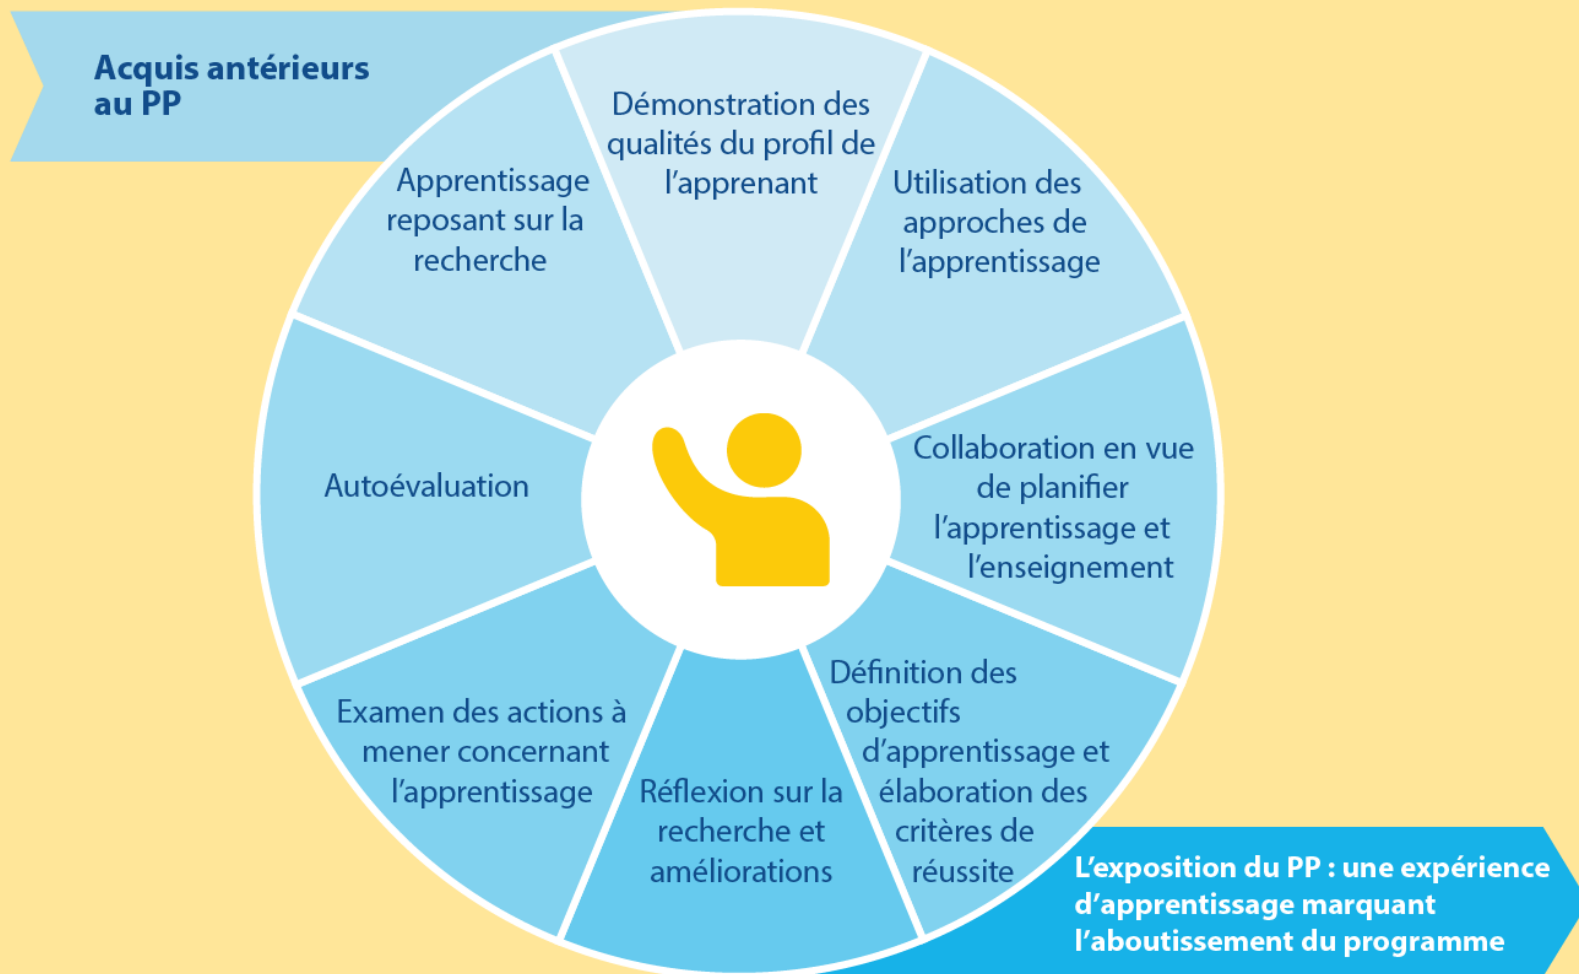 Acquis antérieurs
au PP
Démonstration des
qualités du profil de
l’apprenant
Utilisation des
approches de
l’apprentissage
Collaboration en vue
de planifier
l’apprentissage et
l’enseignement
Définition des
objectifs
d’apprentissage et
élaboration des
critères de
réussite
Réflexion sur la
recherche et
améliorations
Examen des actions à
mener concernant
l’apprentissage
Autoévaluation
Apprentissage
reposant sur la
recherche
L’exposition du PP : une expérience
d’apprentissage marquant
l’aboutissement du programme